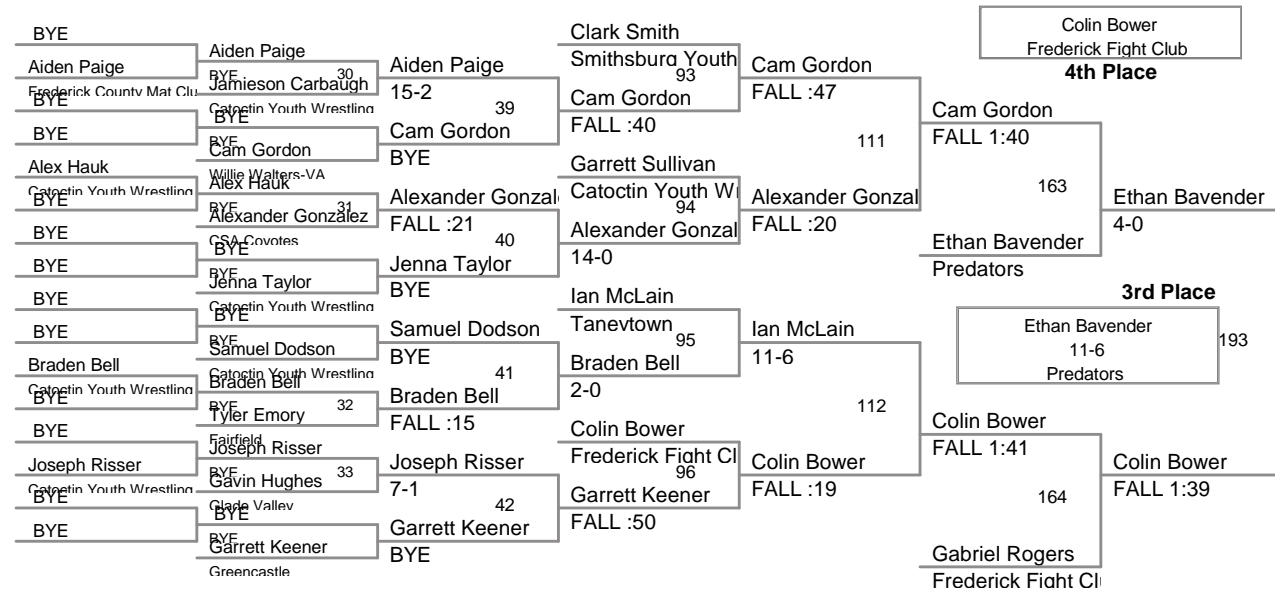 BYE
Aiden Paige
Frederick County Mat Clu
BYE
BYE
Alex Hauk
Catoctin Youth Wrestling
BYE
BYE
BYE
BYE
BYE
Braden Bell
Catoctin Youth Wrestling
BYE
BYE
Joseph Risser
Catoctin Youth Wrestling
BYE
BYE
Aiden Paige
BYE
30
Jamieson Carbaugh
Catoctin Youth Wrestling
BYE
BYE
Cam Gordon
Willie Walters-VA
Alex Hauk
BYE
31
Alexander Gonzalez
CSA Coyotes
BYE
BYE
Jenna Taylor
Catoctin Youth Wrestling
BYE
BYE
Samuel Dodson
Catoctin Youth Wrestling
Braden Bell
BYE
32
Tyler Emory
Fairfield
Joseph Risser
BYE
33
Gavin Hughes
Glade Valley
BYE
BYE
Garrett Keener
Greencastle
Aiden Paige
15-2
39
Cam Gordon
BYE
Alexander Gonzal
FALL :21
40
Jenna Taylor
BYE
Samuel Dodson
BYE
41
Braden Bell
FALL :15
Joseph Risser
7-1
42
Garrett Keener
BYE
Clark Smith
Smithsburg Youth
93
Cam Gordon
FALL :40
Garrett Sullivan
Catoctin Youth Wr
94
Alexander Gonzal
14-0
Ian McLain
Taneytown
95
Braden Bell
2-0
Colin Bower
Frederick Fight Cl
96
Garrett Keener
FALL :50
Cam Gordon
FALL :47
111
Alexander Gonzal
FALL :20
Ian McLain
11-6
112
Colin Bower
FALL :19
Cam Gordon
FALL 1:40
163
Ethan Bavender
Predators
Colin Bower
FALL 1:41
164
Gabriel Rogers
Frederick Fight Cl
Ethan Bavender
4-0
Colin Bower
FALL 1:39
Colin Bower
Frederick Fight Club
4th Place
3rd Place
Ethan Bavender
11-6
Predators
193